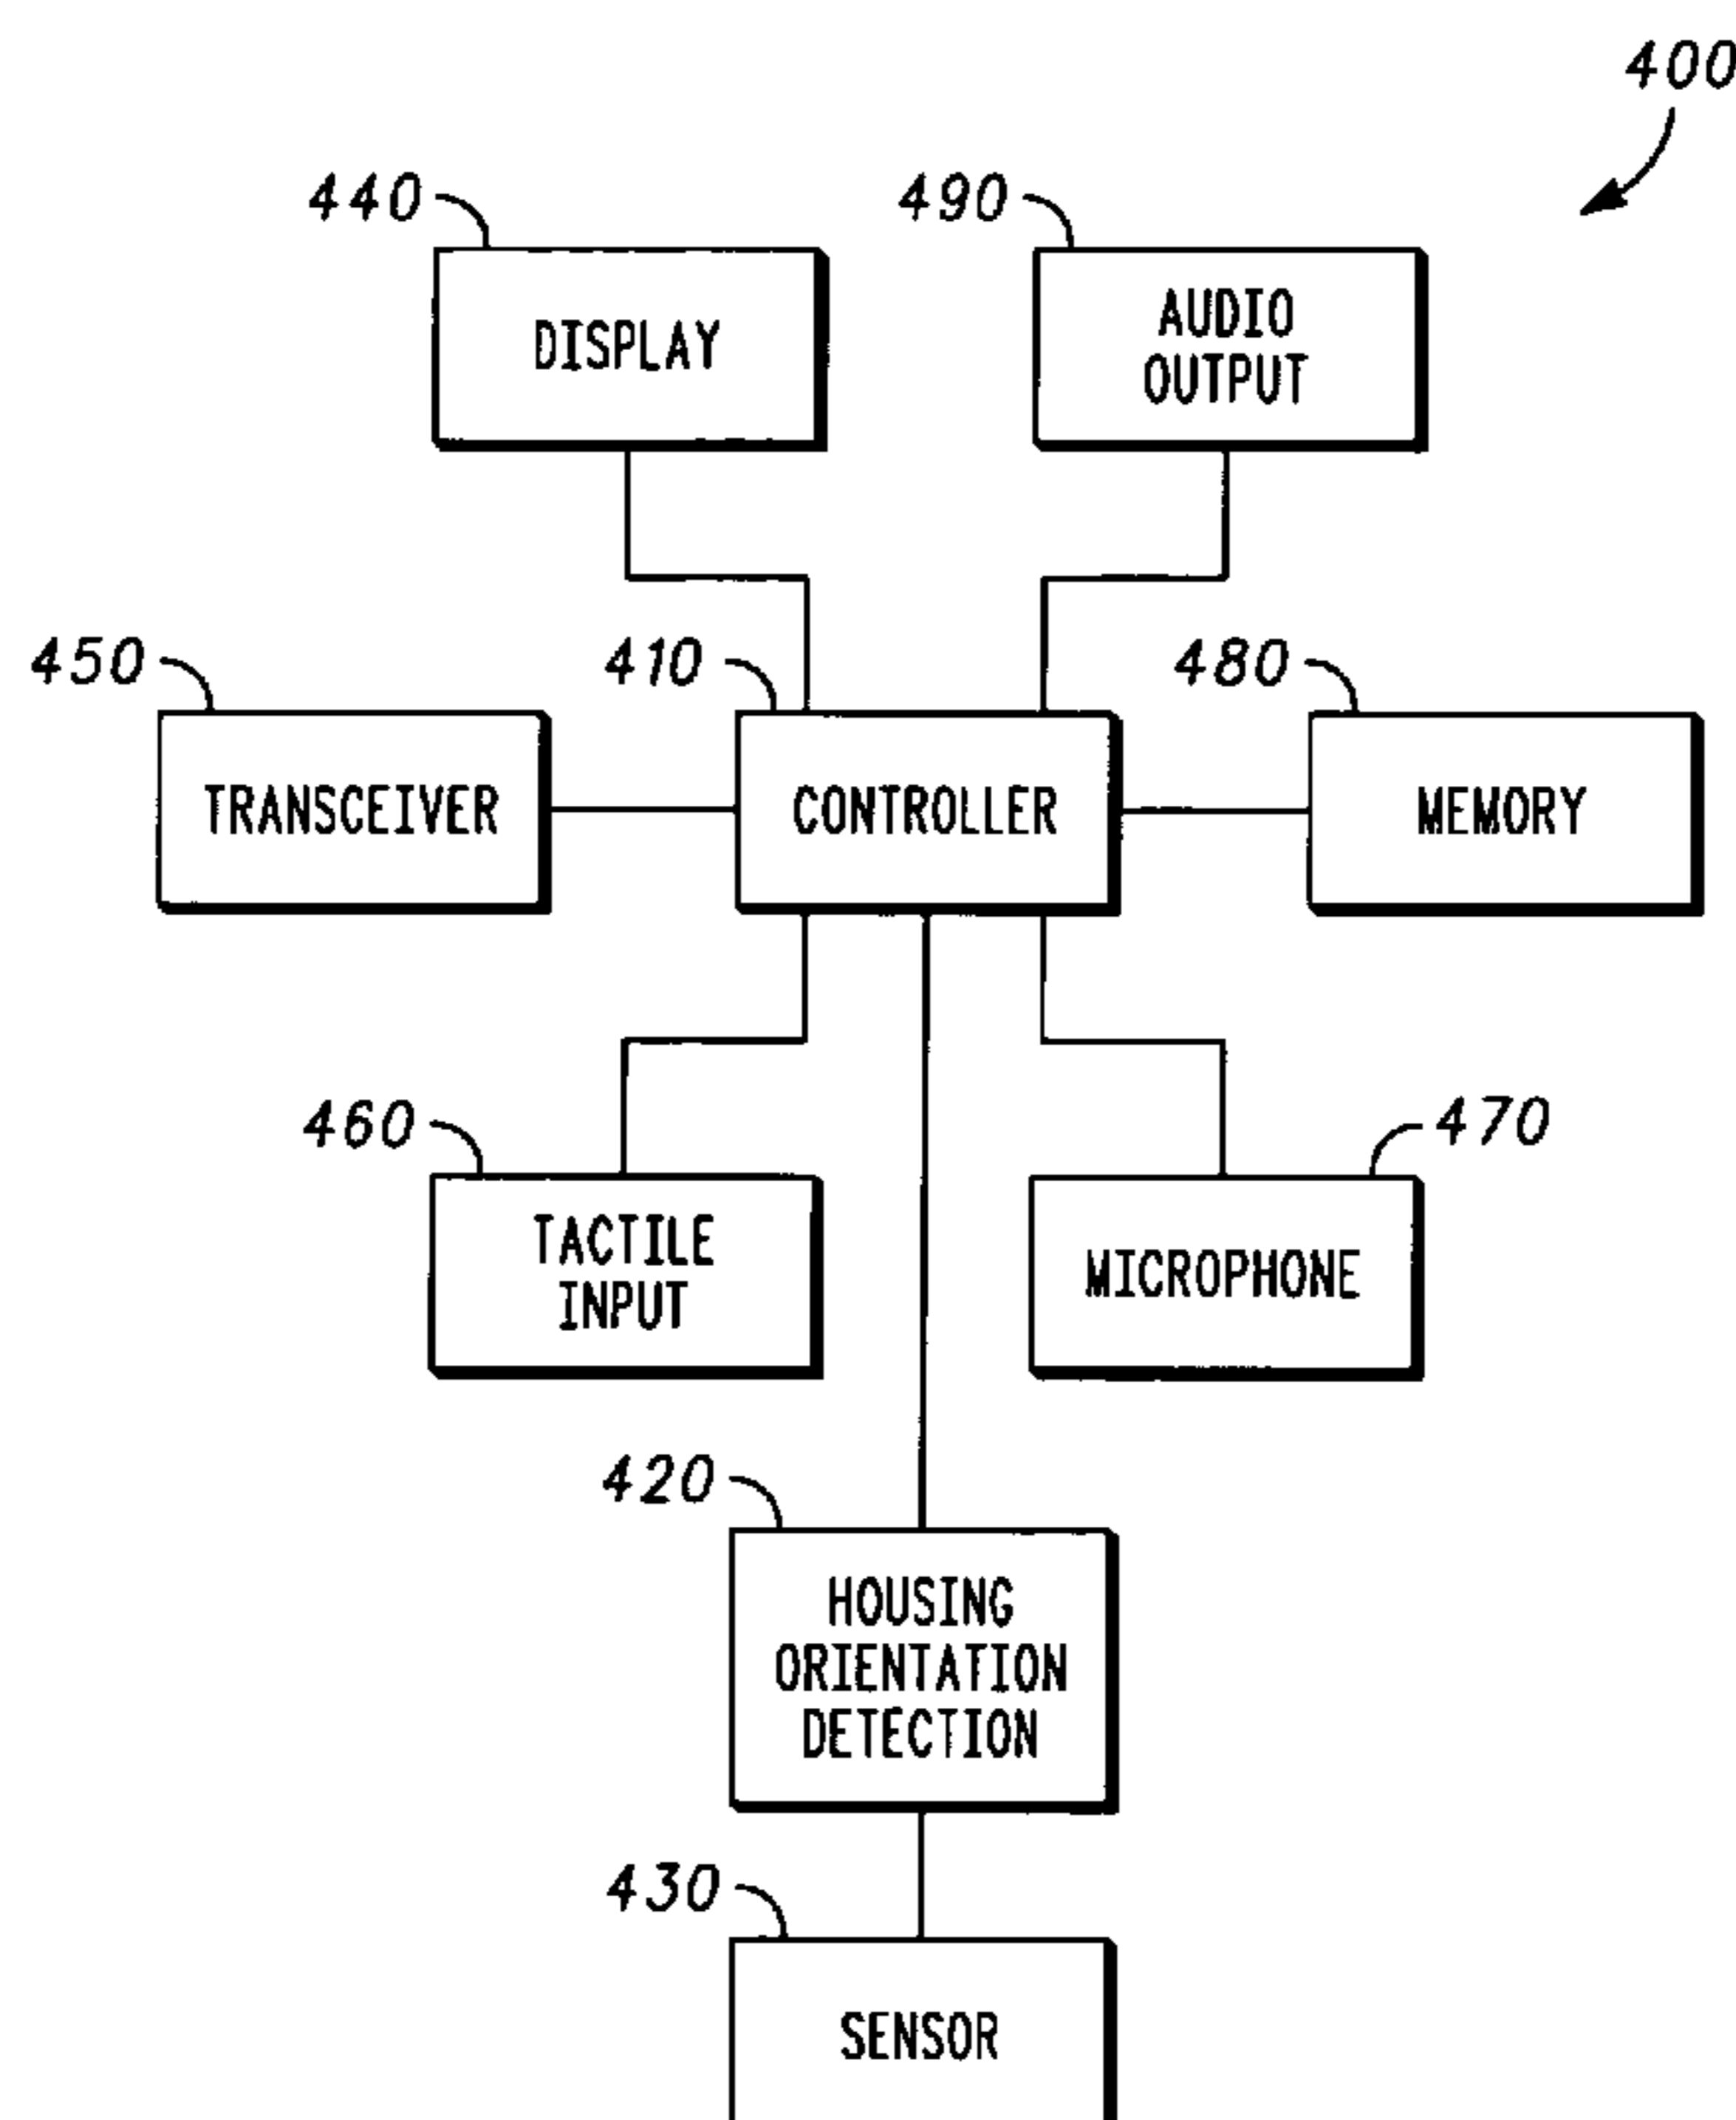 400
440
490
DISPLAY
AUDIO
OUTPUT
450
410
480
TRANSCEIVER
CONTROLLER
MEMORY
460
470
TACTILE
INPUT
MICROPHONE
420
HOUSING
ORIENTATION
DETECTION
430
SENSOR